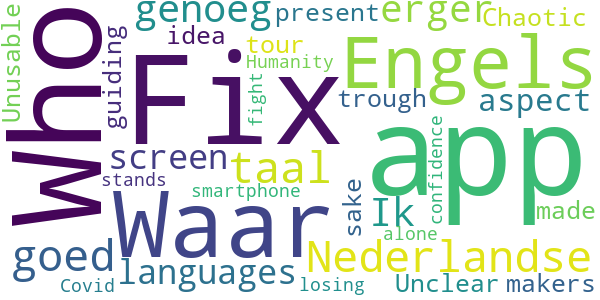 genoeg
present
erger
Chaotic
Unusable
Who
guiding
idea
Fix
tour
Humanity
fight
Engels
trough
aspect
screen
taal
app
stands
smartphone
Waar
sake
Ik
confidence
made
alone
goed
languages
Nederlandse
Covid
losing
Unclear
makers